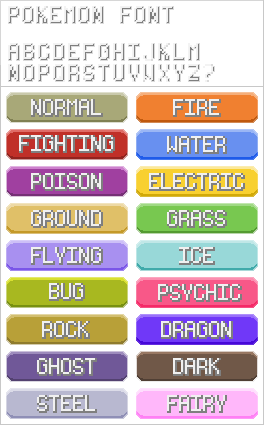 POKEMON FONT
ABCDEFGHIJKLM
NOPQRSTUVWXYZ?
NORMAL FIRE
FIGHTING WATER
POISON ELECTRIC
GROUND GRASS
FLYING ICE
BUG PSYCHIC
ROCK DRAGON
GHOST DARK
STEEL FAIRY